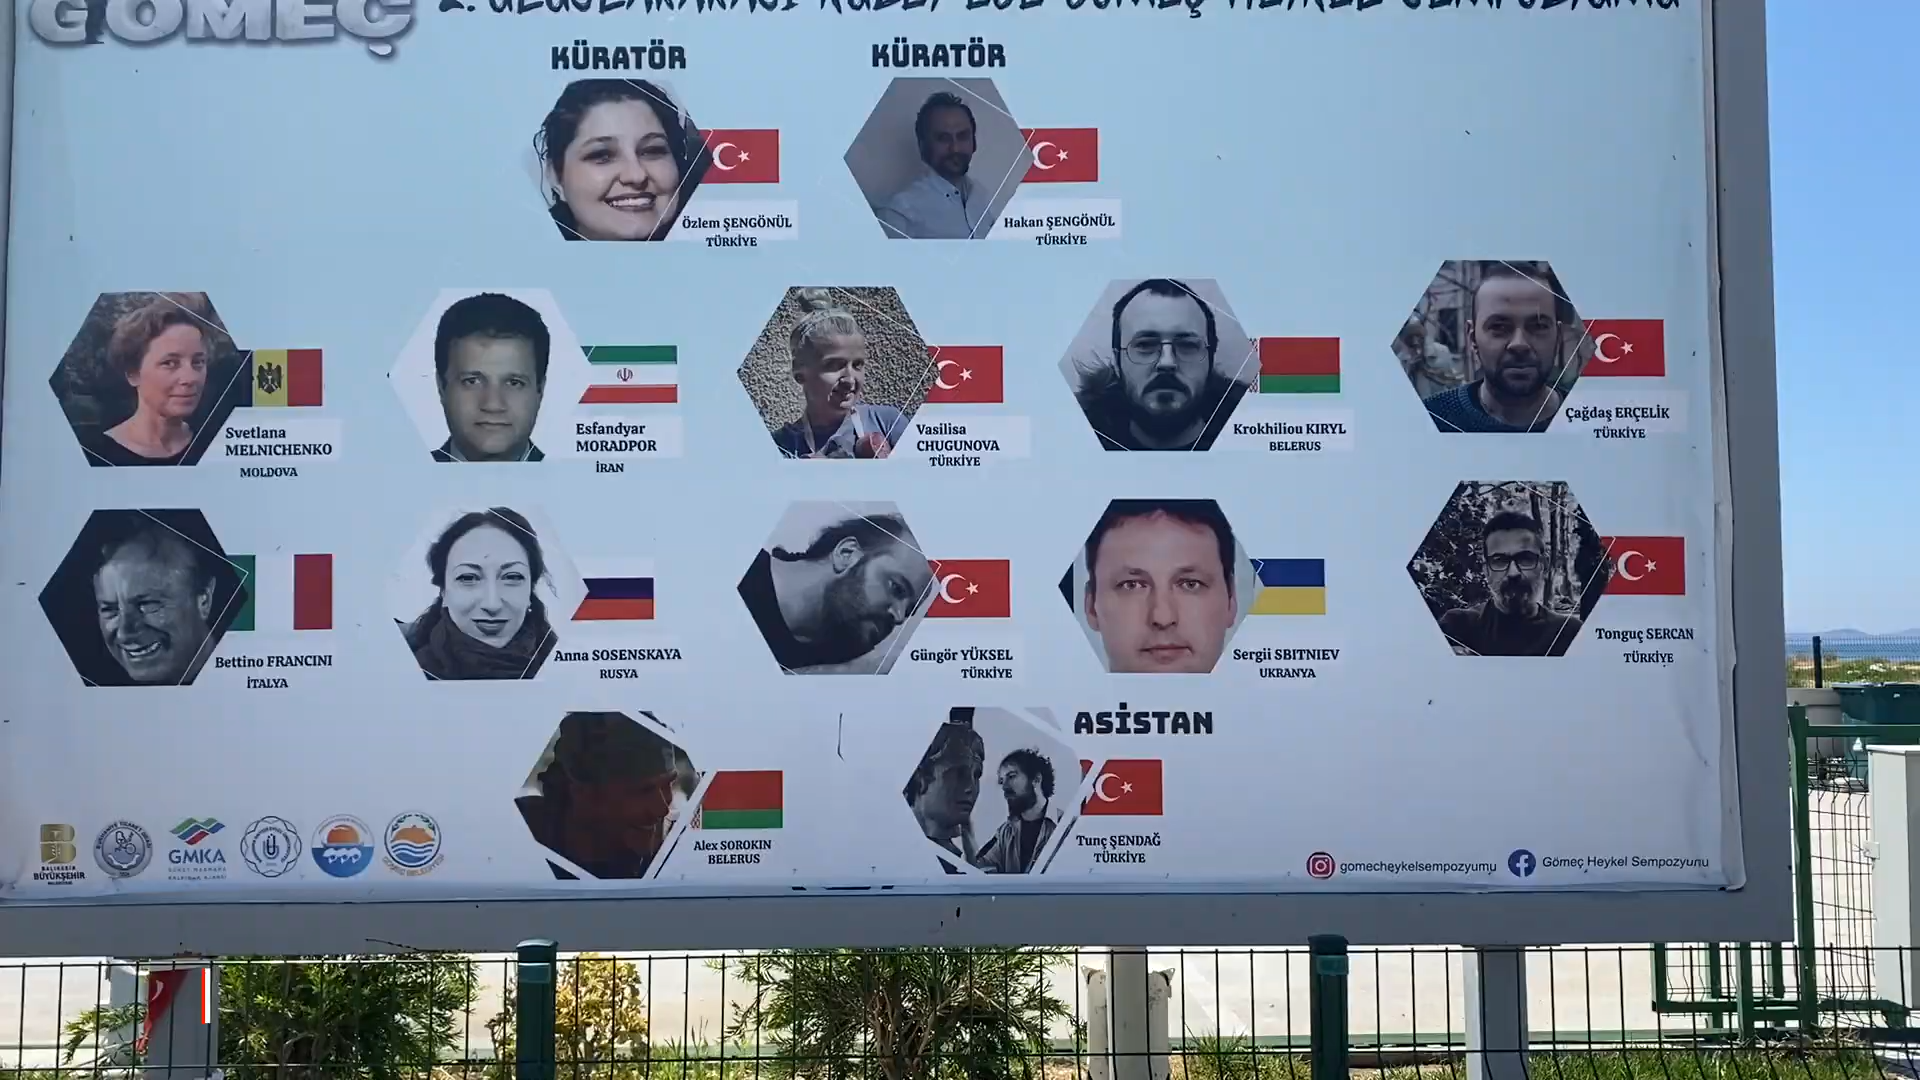 GÖMEÇ
KÜRATÖR
KÜRATÖR
Özlem ŞENGÖNÜL
TÜRKİYE
Hakan ŞENGÖNÜL
TÜRKİYE
Svetlana
MELNICHENKO
MOLDOVA
Esfandyar
MORADPOR
İRAN
Vasilisa
CHUGUNOVA
TÜRKİYE
Krokhiliou KIRYL
BELERUS
Çağdaş ERÇELİK
TÜRKİYE
Bettino FRANCINI
İTALYA
Anna SOSENSKAYA
RUSYA
Güngör YÜKSEL
TÜRKİYE
Sergii SBITNIEV
UKRANYA
Tonguç SERCAN
TÜRKİYE
Alex SOROKIN
BELERUS
ASİSTAN
Tunç ŞENDAĞ
TÜRKİYE
BALIKESİR
BÜYÜKŞEHİR
BELEDİYESİ
GMKA
gomecheykelsempozyumu
Gömeç Heykel Sempozyumu